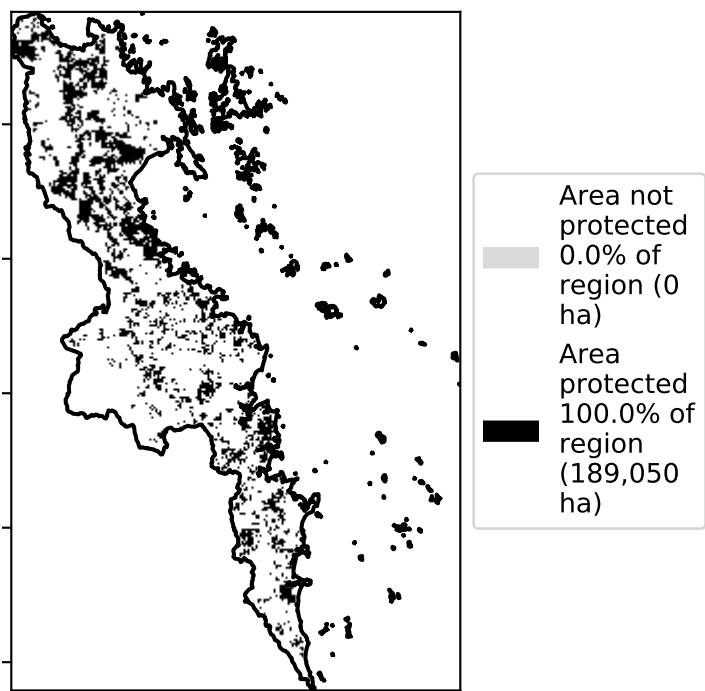 Area not
protected
0.0% of
region (0
ha)
Area
protected
100.0% of
region
(189,050
ha)